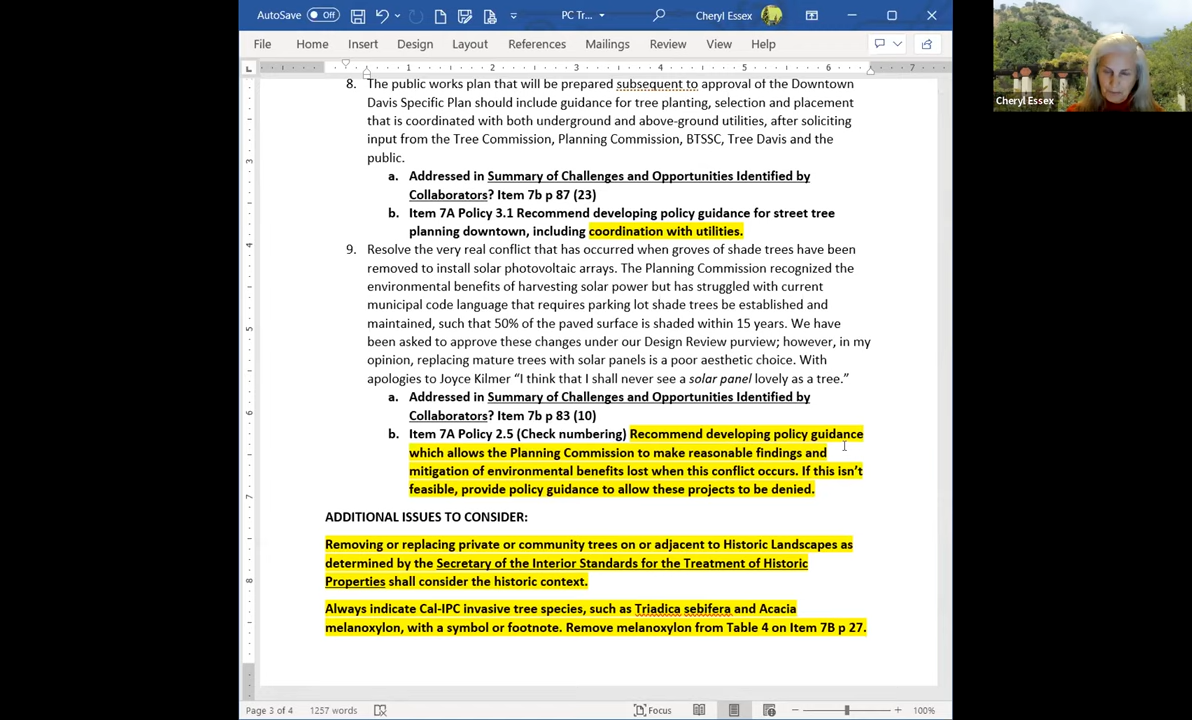 AutoSave Off PC Tr... Cheryl Essex
File Home Insert Design Layout References Mailings Review View Help
1 2 3 4 5 6 7
8. The public works plan that will be prepared subsequent to approval of the Downtown
Davis Specific Plan should include guidance for tree planting, selection and placement
that is coordinated with both underground and above-ground utilities, after soliciting
input from the Tree Commission, Planning Commission, BTSSC, Tree Davis and the
public.
a. Addressed in Summary of Challenges and Opportunities Identified by
Collaborators? Item 7b p 87 (23)
b. Item 7A Policy 3.1 Recommend developing policy guidance for street tree
planning downtown, including coordination with utilities.
9. Resolve the very real conflict that has occurred when groves of shade trees have been
removed to install solar photovoltaic arrays. The Planning Commission recognized the
environmental benefits of harvesting solar power but has struggled with current
municipal code language that requires parking lot shade trees be established and
maintained, such that 50% of the paved surface is shaded within 15 years. We have
been asked to approve these changes under our Design Review purview; however, in my
opinion, replacing mature trees with solar panels is a poor aesthetic choice. With
apologies to Joyce Kilmer “I think that I shall never see a solar panel lovely as a tree.”
a. Addressed in Summary of Challenges and Opportunities Identified by
Collaborators? Item 7b p 83 (10)
b. Item 7A Policy 2.5 (Check numbering) Recommend developing policy guidance
which allows the Planning Commission to make reasonable findings and
mitigation of environmental benefits lost when this conflict occurs. If this isn’t
feasible, provide policy guidance to allow these projects to be denied.
ADDITIONAL ISSUES TO CONSIDER:
Removing or replacing private or community trees on or adjacent to Historic Landscapes as
determined by the Secretary of the Interior Standards for the Treatment of Historic
Properties shall consider the historic context.
Always indicate Cal-IPC invasive tree species, such as Triadica sebifera and Acacia
melanoxylon, with a symbol or footnote. Remove melanoxylon from Table 4 on Item 7B p 27.
3
4
5
6
7
8
Page 3 of 4 1257 words Focus 100%
Cheryl Essex